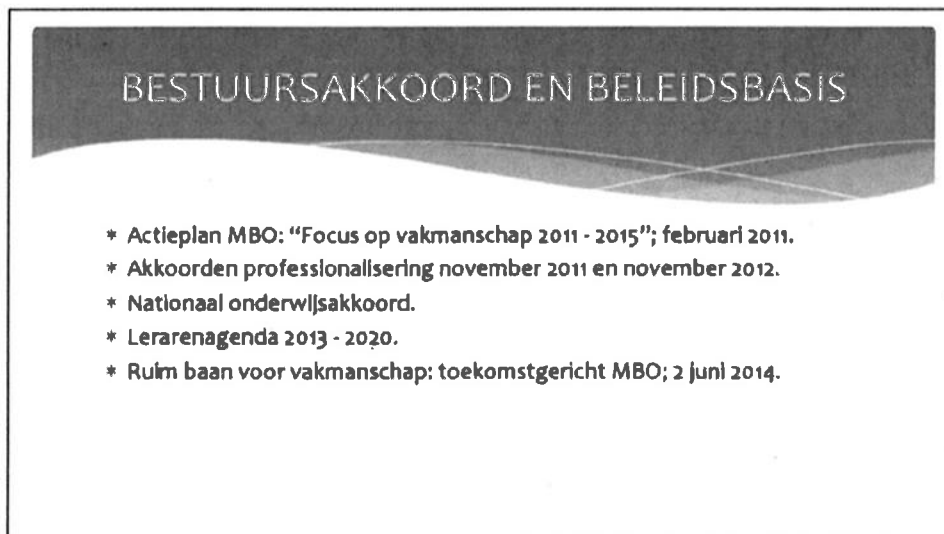 BESTUURSAKKOORD EN BELEIDSBASIS
* Actieplan MBO: “Focus op vakmanschap 2011 - 2015”; februari 2011.
* Akkoorden professionalisering november 2011 en november 2012.
* Nationaal onderwijsakkoord.
* Lerarenagenda 2013 - 2020.
* Ruim baan voor vakmanschap: toekomstgericht MBO; 2 juni 2014.